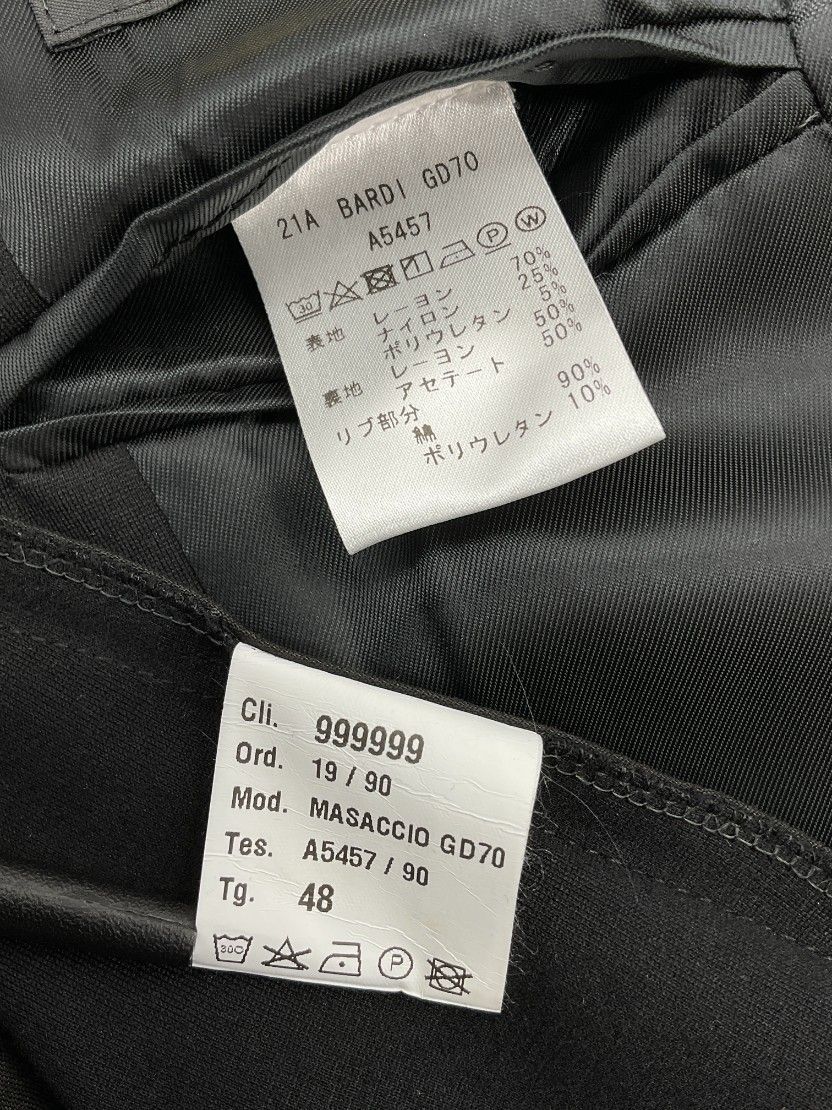 21A BARDI GD70
A5457
30 P W
表地 レーヨン 70%
ナイロン 25%
ポリウレタン 5%
裏地 レーヨン 50%
アセテート 50%
リブ部分
綿 90%
ポリウレタン 10%
Cli. 999999
Ord. 19 / 90
Mod. MASACCIO GD70
Tes. A5457 / 90
Tg. 48
30C P